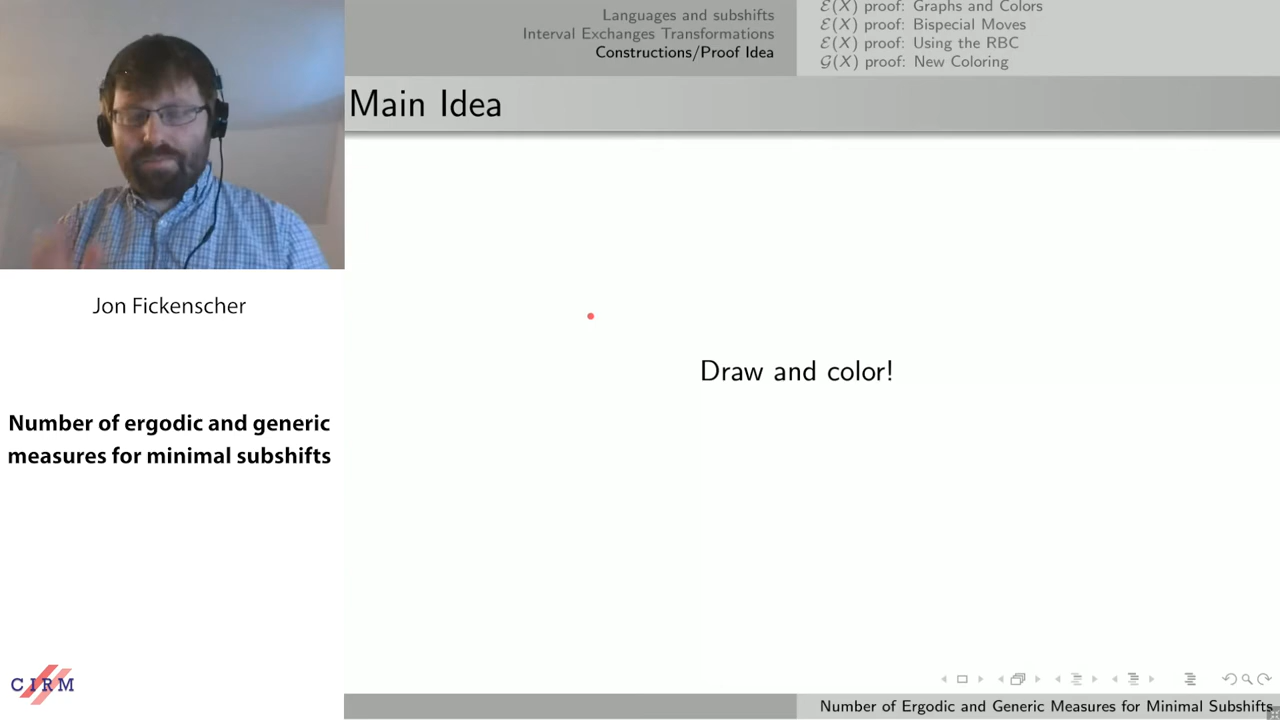 Languages and subshifts
Interval Exchanges Transformations
Constructions/Proof Idea
ℰ(X) proof: Graphs and Colors
ℰ(X) proof: Bispecial Moves
ℰ(X) proof: Using the RBC
𝒢(X) proof: New Coloring
Main Idea
Draw and color!
Jon Fickenscher
Number of ergodic and generic
measures for minimal subshifts
CIRM
Number of Ergodic and Generic Measures for Minimal Subshifts